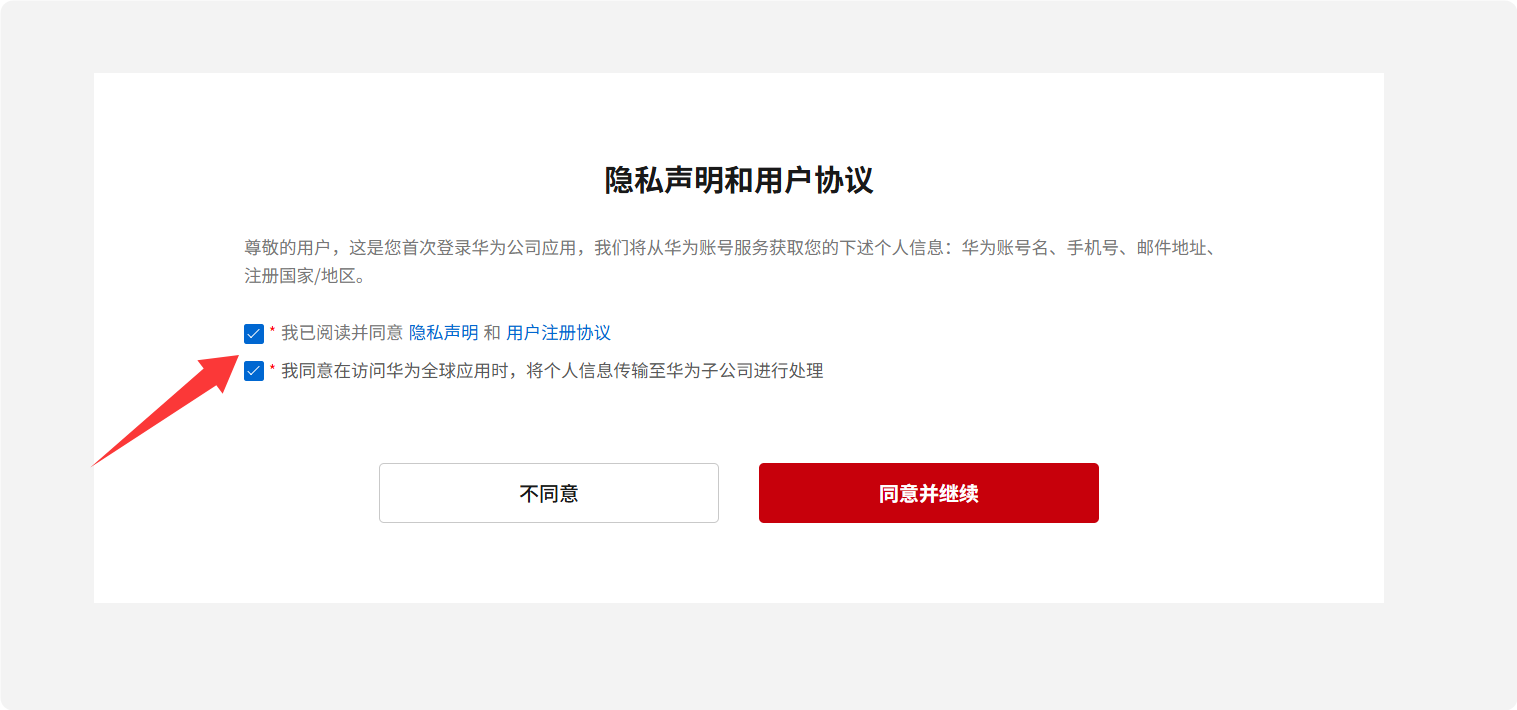 隐私声明和用户协议
尊敬的用户，这是您首次登录华为公司应用，我们将从华为账号服务获取您的下述个人信息：华为账号名、手机号、邮件地址、
注册国家/地区。
* 我已阅读并同意 隐私声明 和 用户注册协议
* 我同意在访问华为全球应用时，将个人信息传输至华为子公司进行处理
不同意
同意并继续